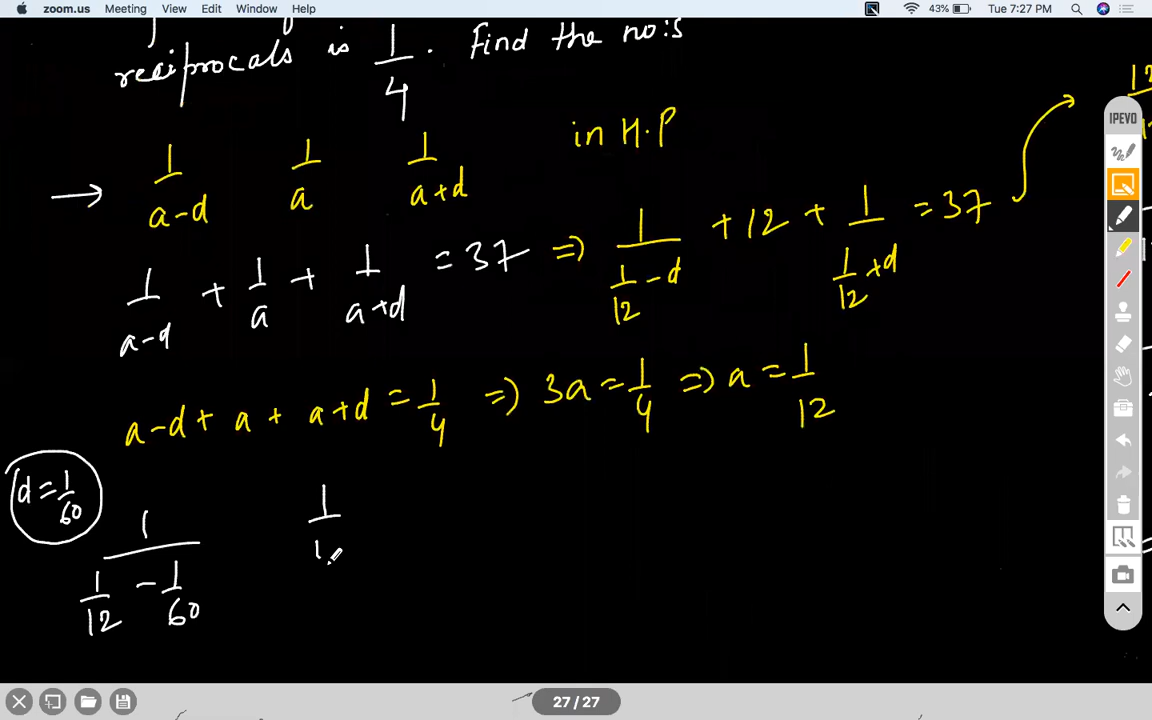 zoom.us Meeting View Edit Window Help 43% Tue 7:27 PM
reciprocals is 1/4. Find the no:s
→ 1/(a-d) 1/a 1/(a+d) in H.P
1/(a-d) + 1/a + 1/(a+d) = 37 ⇒ 1/(1/12 - d) + 12 + 1/(1/12 + d) = 37
a-d + a + a+d = 1/4 ⇒ 3a = 1/4 ⇒ a = 1/12
d = 1/60
1/(1/12 - 1/60) 1/1
IPEVO
27/27